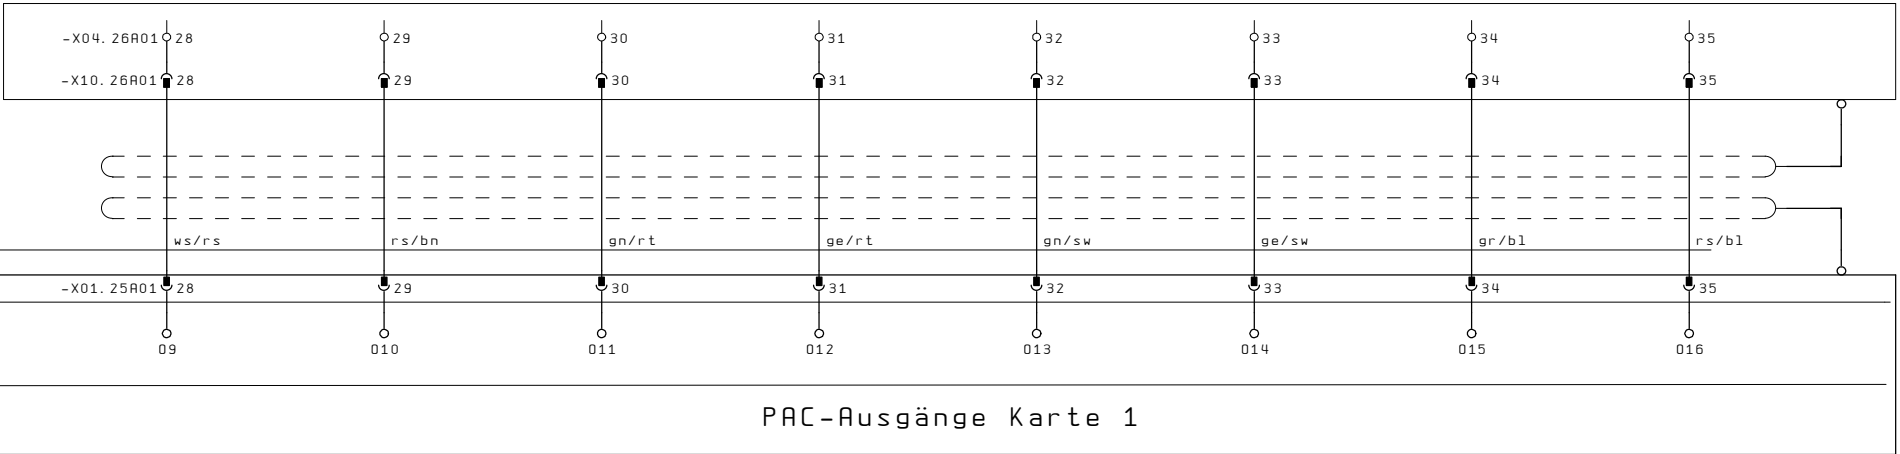 -X04.26A01 28 29 30 31 32 33 34 35
-X10.26A01 28 29 30 31 32 33 34 35
ws/rs rs/bn gn/rt ge/rt gn/sw ge/sw gr/bl rs/bl
-X01.25A01 28 29 30 31 32 33 34 35
O9 O10 O11 O12 O13 O14 O15 O16
PAC-Ausgänge Karte 1